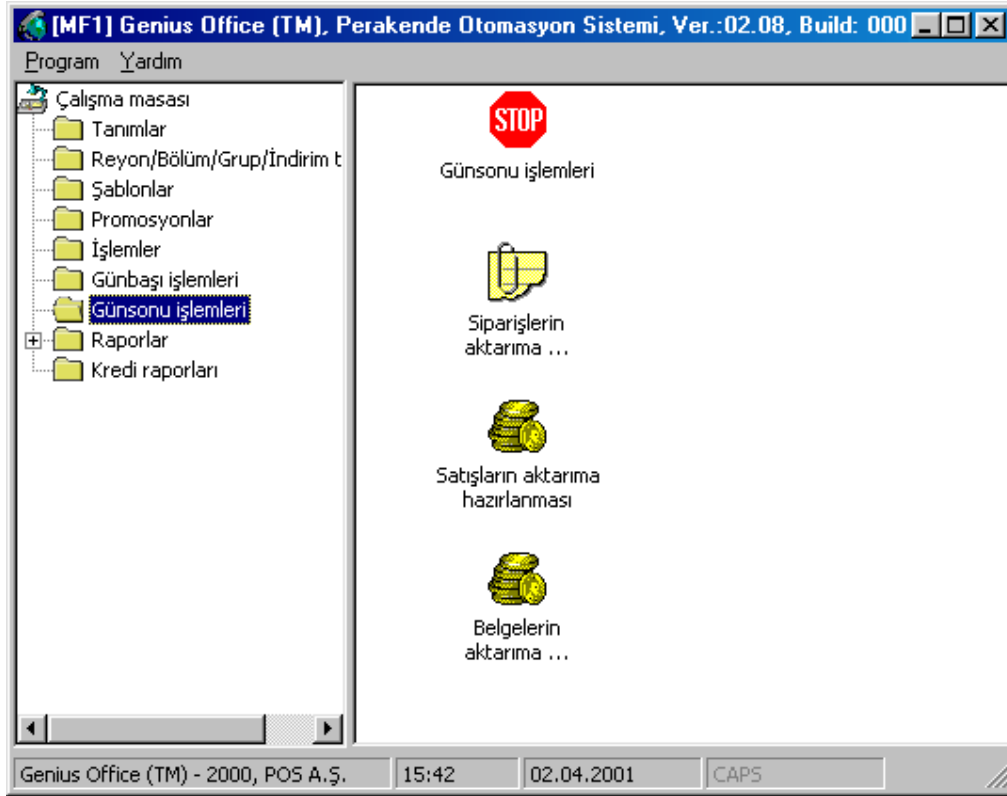 [MF1] Genius Office (TM), Perakende Otomasyon Sistemi, Ver.:02.08, Build: 000
Program Yardım
Çalışma masası
Tanımlar
Reyon/Bölüm/Grup/İndirim t
Şablonlar
Promosyonlar
İşlemler
Günbaşı işlemleri
Günsonu işlemleri
Raporlar
Kredi raporları
STOP
Günsonu işlemleri
Siparişlerin
aktarıma ...
Satışların aktarıma
hazırlanması
Belgelerin
aktarıma ...
Genius Office (TM) - 2000, POS A.Ş. 15:42 02.04.2001 CAPS